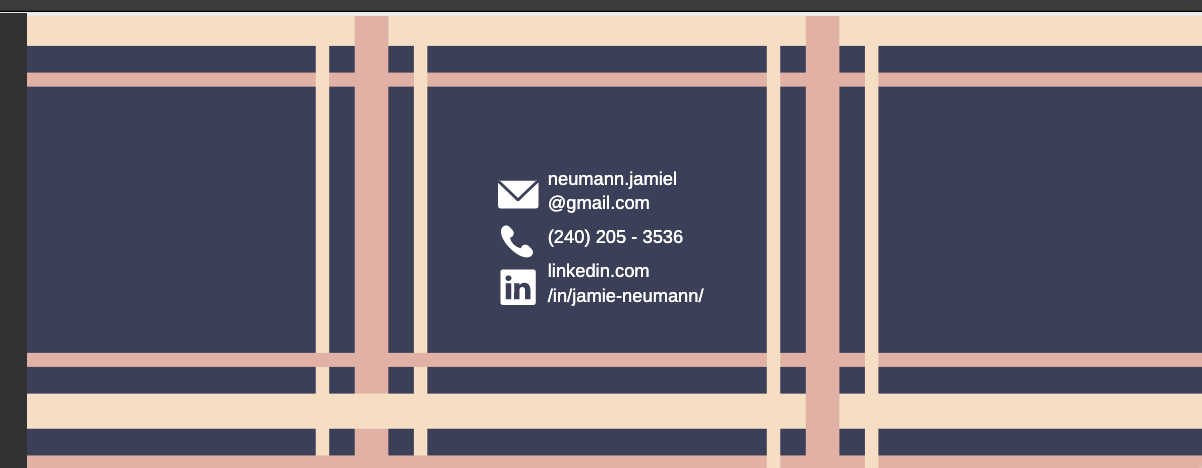 neumann.jamiel
@gmail.com
(240) 205 - 3536
linkedin.com
/in/jamie-neumann/